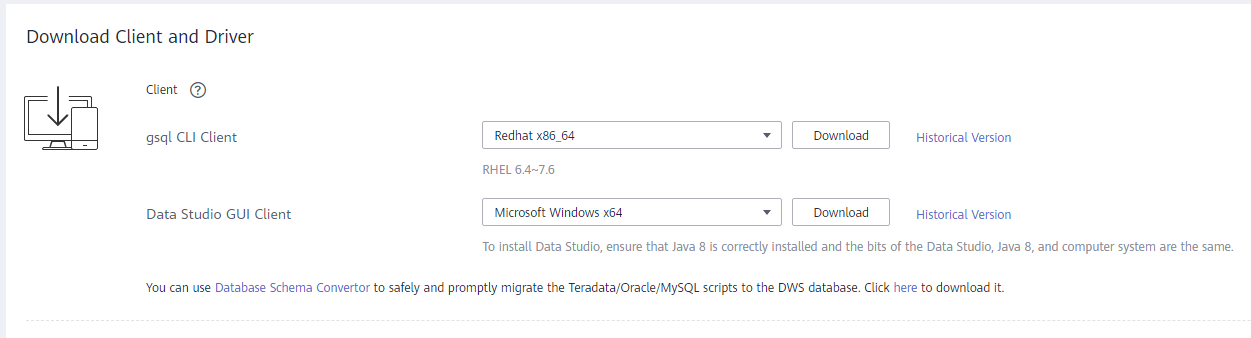 Download Client and Driver
Client ?
gsql CLI Client Redhat x86_64 Download Historical Version
RHEL 6.4~7.6
Data Studio GUI Client Microsoft Windows x64 Download Historical Version
To install Data Studio, ensure that Java 8 is correctly installed and the bits of the Data Studio, Java 8, and computer system are the same.
You can use Database Schema Convertor to safely and promptly migrate the Teradata/Oracle/MySQL scripts to the DWS database. Click here to download it.